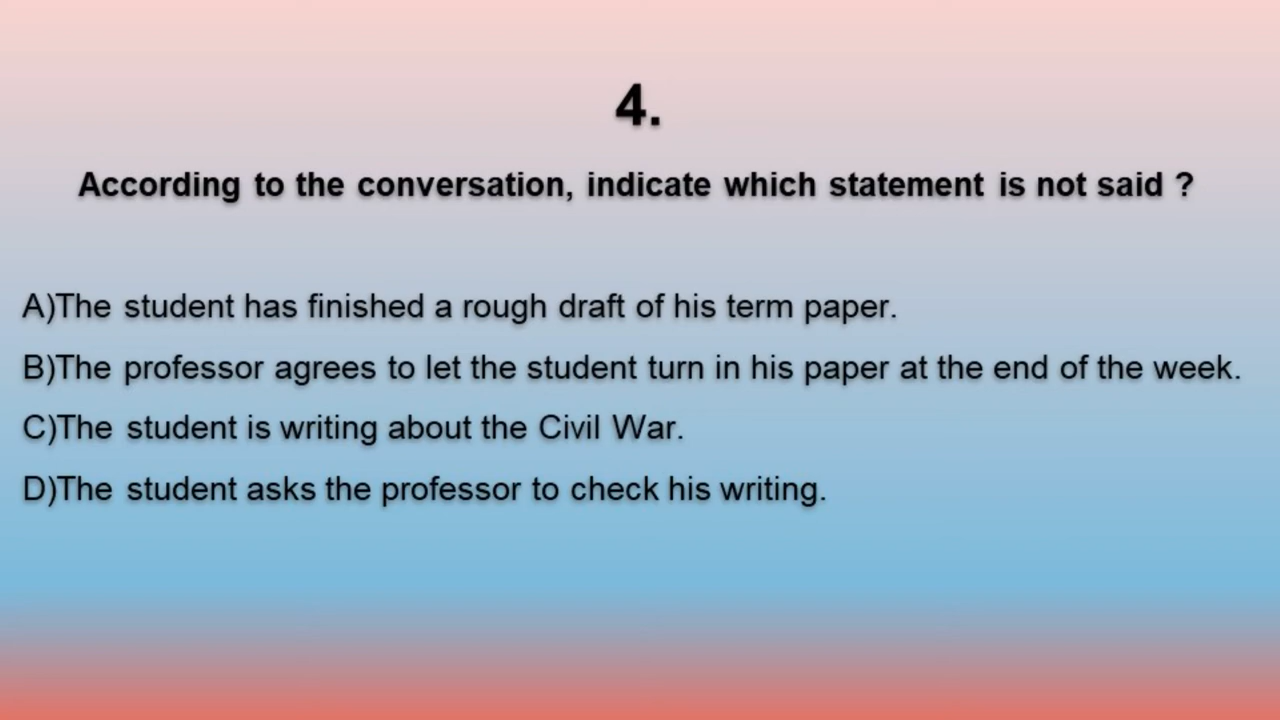 4.
According to the conversation, indicate which statement is not said ?
A)The student has finished a rough draft of his term paper.
B)The professor agrees to let the student turn in his paper at the end of the week.
C)The student is writing about the Civil War.
D)The student asks the professor to check his writing.